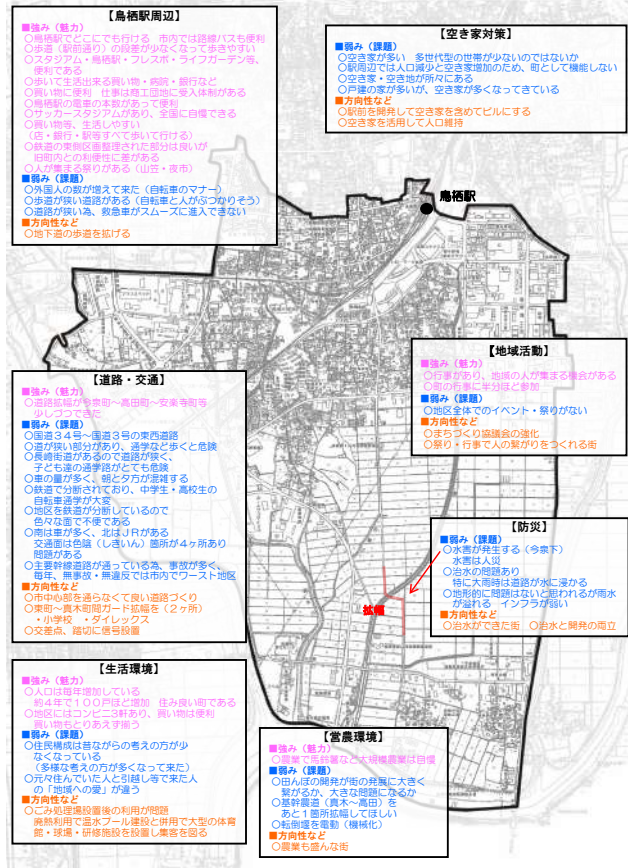 【鳥栖駅周辺】
■強み（魅力）
○鳥栖駅でどこにでも行ける　市内では路線バスも便利
○歩道（駅前通り）の段差が少なくなって歩きやすい
○スタジアム・鳥栖駅・フレスポ・ライフガーデン等、
便利である
○歩いて生活出来る買い物・病院・銀行など
○買い物に便利　仕事は商工団地に受入体制がある
○鳥栖駅の電車の本数があって便利
○サッカースタジアムがあり、全国に自慢できる
○買い物等、生活しやすい
（店・銀行・駅等すべて歩いて行ける）
○鉄道の東側区画整理された部分は良いが
旧町内との利便性に差がある
○人が集まる祭りがある（山笠・夜市）
■弱み（課題）
○外国人の数が増えて来た（自転車のマナー）
○歩道が狭い道路がある（自転車と人がぶつかりそう）
○道路が狭い為、救急車がスムーズに進入できない
■方向性など
○地下道の歩道を拡げる
【空き家対策】
■弱み（課題）
○空き家が多い　多世代型の世帯が少ないのではないか
○駅周辺では人口減少と空き家増加のため、町として機能しない
○空き家・空き地が所々にある
○戸建の家が多いが、空き家が多くなってきている
■方向性など
○駅前を開発して空き家を含めてビルにする
○空き家を活用して人口維持
鳥栖駅
【地域活動】
■強み（魅力）
○行事があり、地域の人が集まる機会がある
○町の行事に半分ほど参加
■弱み（課題）
○地区全体でのイベント・祭りがない
■方向性など
○まちづくり協議会の強化
○祭り・行事で人の繋がりをつくれる街
【道路・交通】
■強み（魅力）
○道路拡幅が今泉町～高田町～安楽寺町等
少しづつできた
■弱み（課題）
○国道３４号～国道３号の東西道路
○道が狭い部分があり、通学など歩くと危険
○長崎街道があるので道路が狭く、
子ども達の通学路がとても危険
○車の量が多く、朝と夕方が混雑する
○鉄道で分断されており、中学生・高校生の
自転車通学が大変
○地区を鉄道が分断しているので
色々な面で不便である
○南は車が多く、北はＪＲがある
交通面は色陰（しきいん）箇所が４ヶ所あり
問題がある
○主要幹線道路が通っている為、事故が多く、
毎年、無事故・無違反では市内でワースト地区
■方向性など
○市中心部を通らなくて良い道路づくり
○東町～真木町間ガード拡幅を（２ヶ所）
・小学校　・ダイレックス
○交差点、踏切に信号設置
【防災】
■弱み（課題）
○水害が発生する（今泉下）
水害は人災
○治水の問題あり
特に大雨時は道路が水に浸かる
○地形的に問題はないと思われるが雨水
が溢れる　インフラが弱い
■方向性など
○治水ができた街　○治水と開発の両立
拡幅
【生活環境】
■強み（魅力）
○人口は毎年増加している
約４年で１００戸ほど増加　住み良い町である
○地区にはコンビニ3軒あり、買い物は便利
買い物もとりあえず揃う
■弱み（課題）
○住民構成は昔ながらの考えの方が少
なくなっている
（多様な考えの方が多くなって来た）
○元々住んでいた人と引越し等で来た人
の「地域への愛」が違う
■方向性など
○ごみ処理場設置後の利用が問題
廃熱利用で温水プール建設と併用で大型の体育
館・球場・研修施設を設置し集客を図る
【営農環境】
■強み（魅力）
○農業で馬鈴薯など大規模農業は自慢
■弱み（課題）
○田んぼの開発が街の発展に大きく
繋がるか、大きな問題になるか
○基幹農道（真木～高田）を
あと１箇所拡幅してほしい
○転倒堰を電動（機械化）
■方向性など
○農業も盛んな街